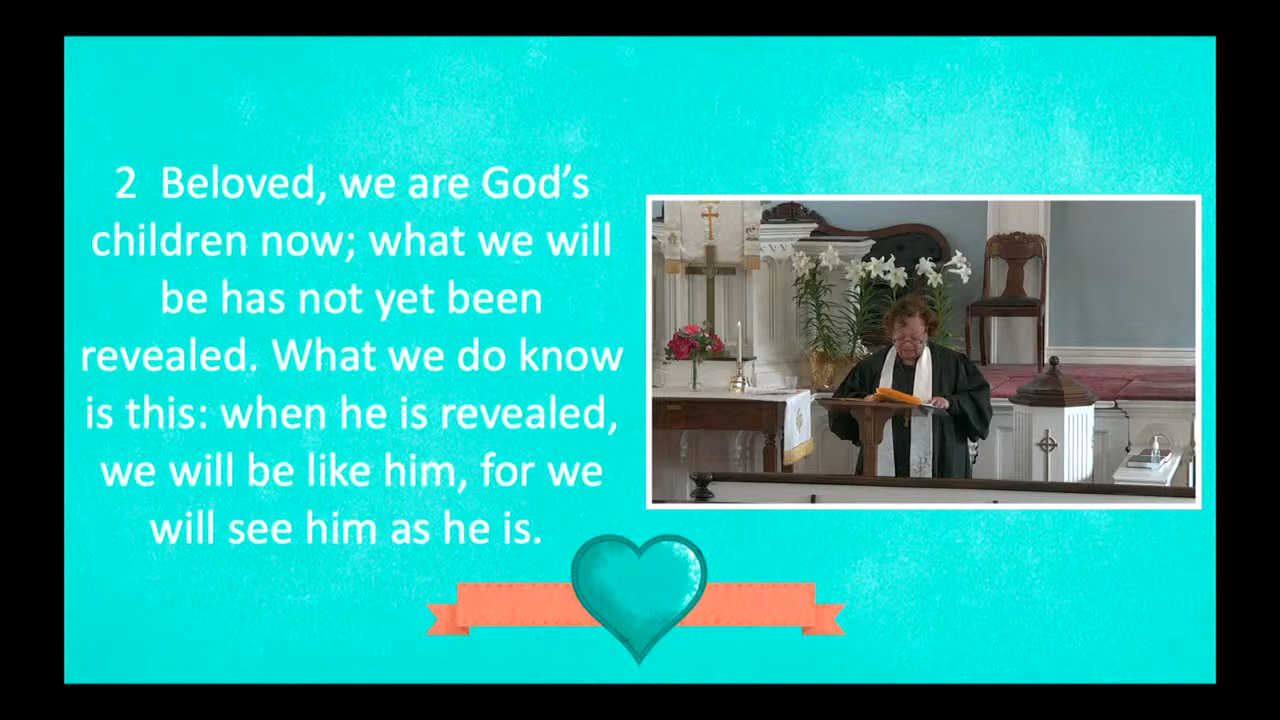 2 Beloved, we are God's
children now; what we will
be has not yet been
revealed. What we do know
is this: when he is revealed,
we will be like him, for we
will see him as he is.